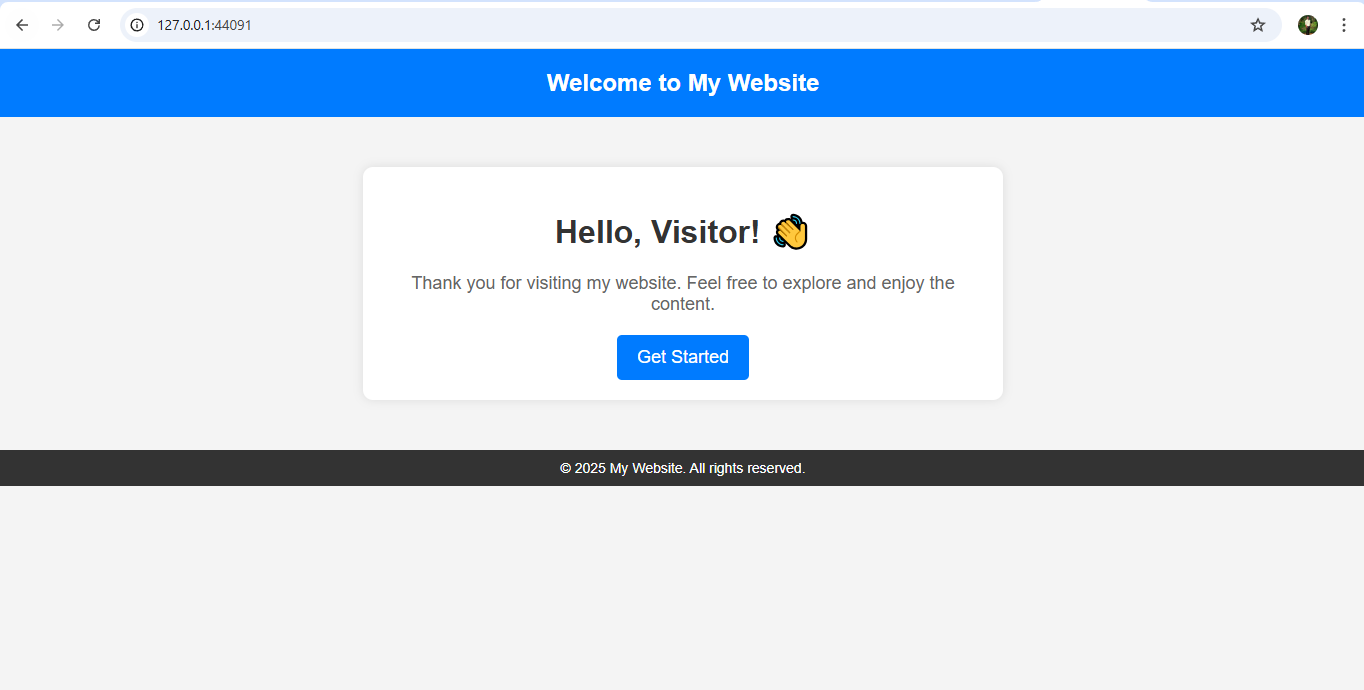 127.0.0.1:44091
Welcome to My Website
Hello, Visitor! 👋
Thank you for visiting my website. Feel free to explore and enjoy the
content.
Get Started
© 2025 My Website. All rights reserved.